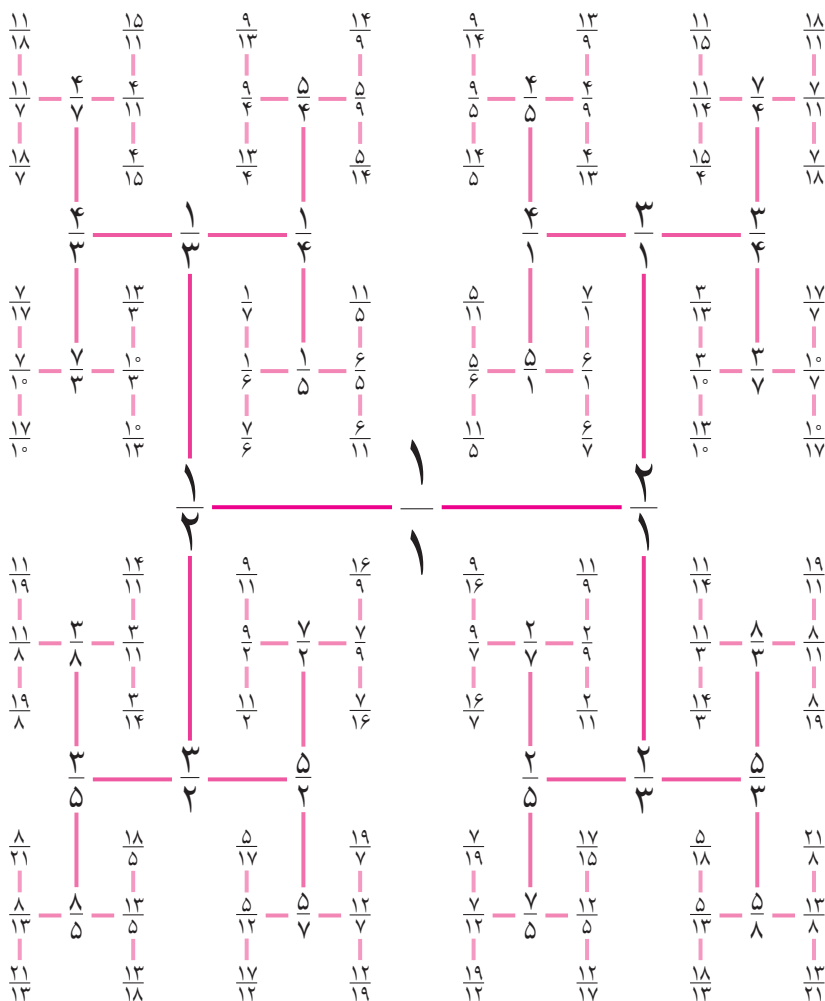 ۱۱/۱۸ ۱۵/۱۱ ۹/۱۳ ۱۴/۹ ۹/۱۴ ۱۳/۹ ۱۱/۱۵ ۱۸/۱۱
۱۱/۷ ۴/۷ ۴/۱۱ ۹/۴ ۵/۴ ۵/۹ ۹/۵ ۴/۵ ۴/۹ ۱۱/۱۴ ۷/۴ ۷/۱۱
۱۸/۷ ۴/۱۵ ۱۳/۴ ۵/۱۴ ۱۴/۵ ۴/۱۳ ۱۵/۴ ۷/۱۸
۴/۳ ۱/۳ ۱/۴ ۴/۱ ۳/۱ ۳/۴
۷/۱۷ ۱۳/۳ ۱/۷ ۱۱/۵ ۵/۱۱ ۷/۱ ۳/۱۳ ۱۷/۷
۷/۱۰ ۷/۳ ۱۰/۳ ۱/۶ ۱/۵ ۶/۵ ۵/۶ ۵/۱ ۶/۱ ۳/۱۰ ۳/۷ ۱۰/۷
۱۷/۱۰ ۱۰/۱۳ ۷/۶ ۶/۱۱ ۱۱/۵ ۶/۷ ۱۳/۱۰ ۱۰/۱۷
۱/۲ ۱/۱ ۲/۱
۱۱/۱۹ ۱۴/۱۱ ۹/۱۱ ۱۶/۹ ۹/۱۶ ۱۱/۹ ۱۱/۱۴ ۱۹/۱۱
۱۱/۸ ۳/۸ ۳/۱۱ ۹/۲ ۷/۲ ۷/۹ ۹/۷ ۲/۷ ۲/۹ ۱۱/۳ ۸/۳ ۸/۱۱
۱۹/۸ ۳/۱۴ ۱۱/۲ ۷/۱۶ ۱۶/۷ ۲/۱۱ ۱۴/۳ ۸/۱۹
۳/۵ ۳/۲ ۵/۲ ۲/۵ ۲/۳ ۵/۳
۸/۲۱ ۱۸/۵ ۵/۱۷ ۱۹/۷ ۷/۱۹ ۱۷/۱۵ ۵/۱۸ ۲۱/۸
۸/۱۳ ۸/۵ ۱۳/۵ ۵/۱۲ ۵/۷ ۱۲/۷ ۷/۱۲ ۷/۵ ۱۲/۵ ۵/۱۳ ۵/۸ ۱۳/۸
۲۱/۱۳ ۱۳/۱۸ ۱۷/۱۲ ۱۲/۱۹ ۱۹/۱۲ ۱۲/۱۷ ۱۸/۱۳ ۱۳/۲۱